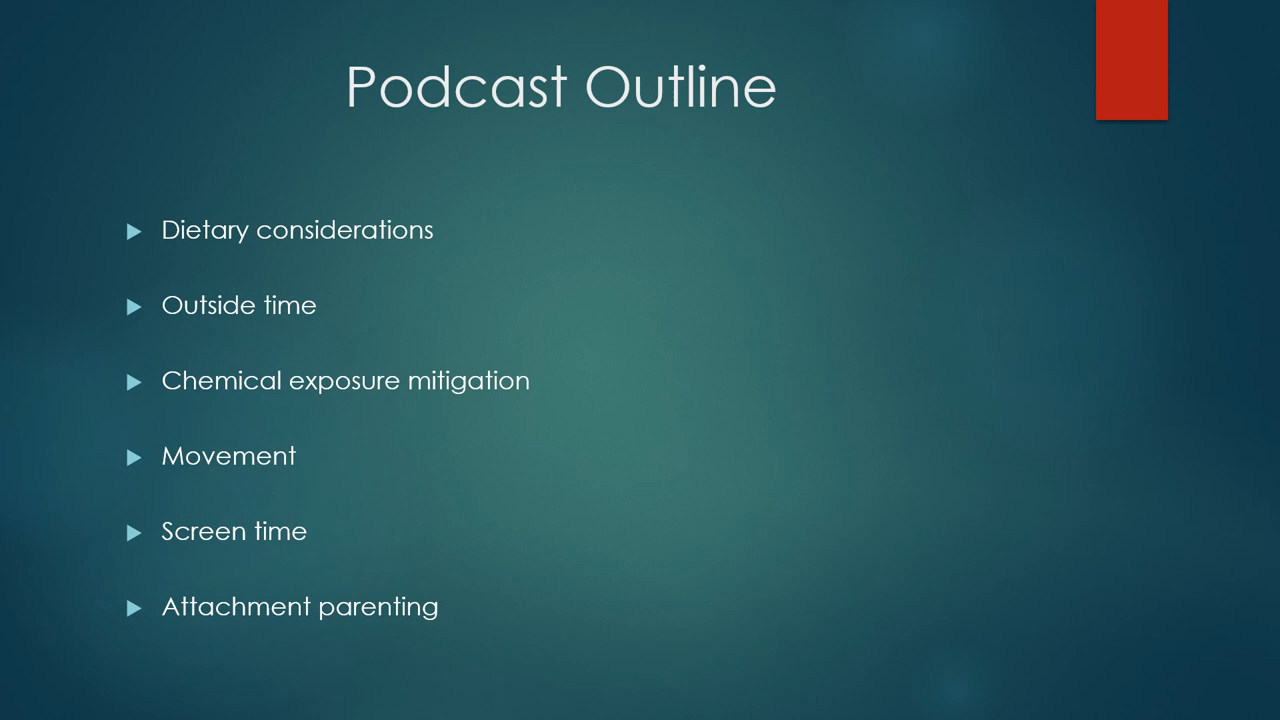 Podcast Outline
Dietary considerations
Outside time
Chemical exposure mitigation
Movement
Screen time
Attachment parenting